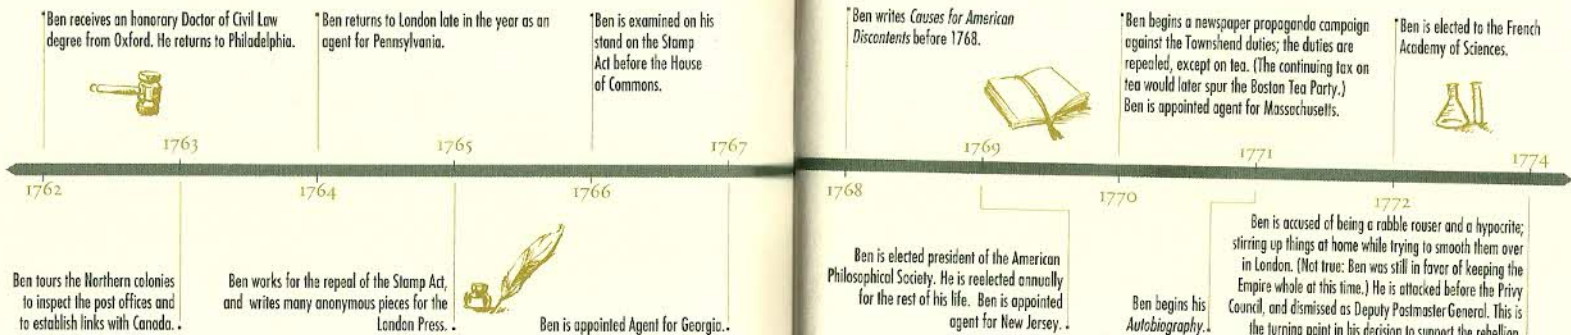 Ben receives an honorary Doctor of Civil Law
degree from Oxford. He returns to Philadelphia.
Ben returns to London late in the year as an
agent for Pennsylvania.
Ben is examined on his
stand on the Stamp
Act before the House
of Commons.
Ben writes Causes for American
Discontents before 1768.
Ben begins a newspaper propaganda campaign
against the Townshend duties; the duties are
repealed, except on tea. (The continuing tax on
tea would later spur the Boston Tea Party.)
Ben is appointed agent for Massachusetts.
Ben is elected to the French
Academy of Sciences.
1763
1765
1767
1769
1771
1774
1762
1764
1766
1768
1770
1772
Ben tours the Northern colonies
to inspect the post offices and
to establish links with Canada.
Ben works for the repeal of the Stamp Act,
and writes many anonymous pieces for the
London Press.
Ben is appointed Agent for Georgia.
Ben is elected president of the American
Philosophical Society. He is reelected annually
for the rest of his life. Ben is appointed
agent for New Jersey.
Ben begins his
Autobiography.
Ben is accused of being a rabble rouser and a hypocrite;
stirring up things at home while trying to smooth them over
in London. (Not true: Ben was still in favor of keeping the
Empire whole at this time.) He is attacked before the Privy
Council, and dismissed as Deputy Postmaster General. This is
the turning point in his decision to support the rebellion.